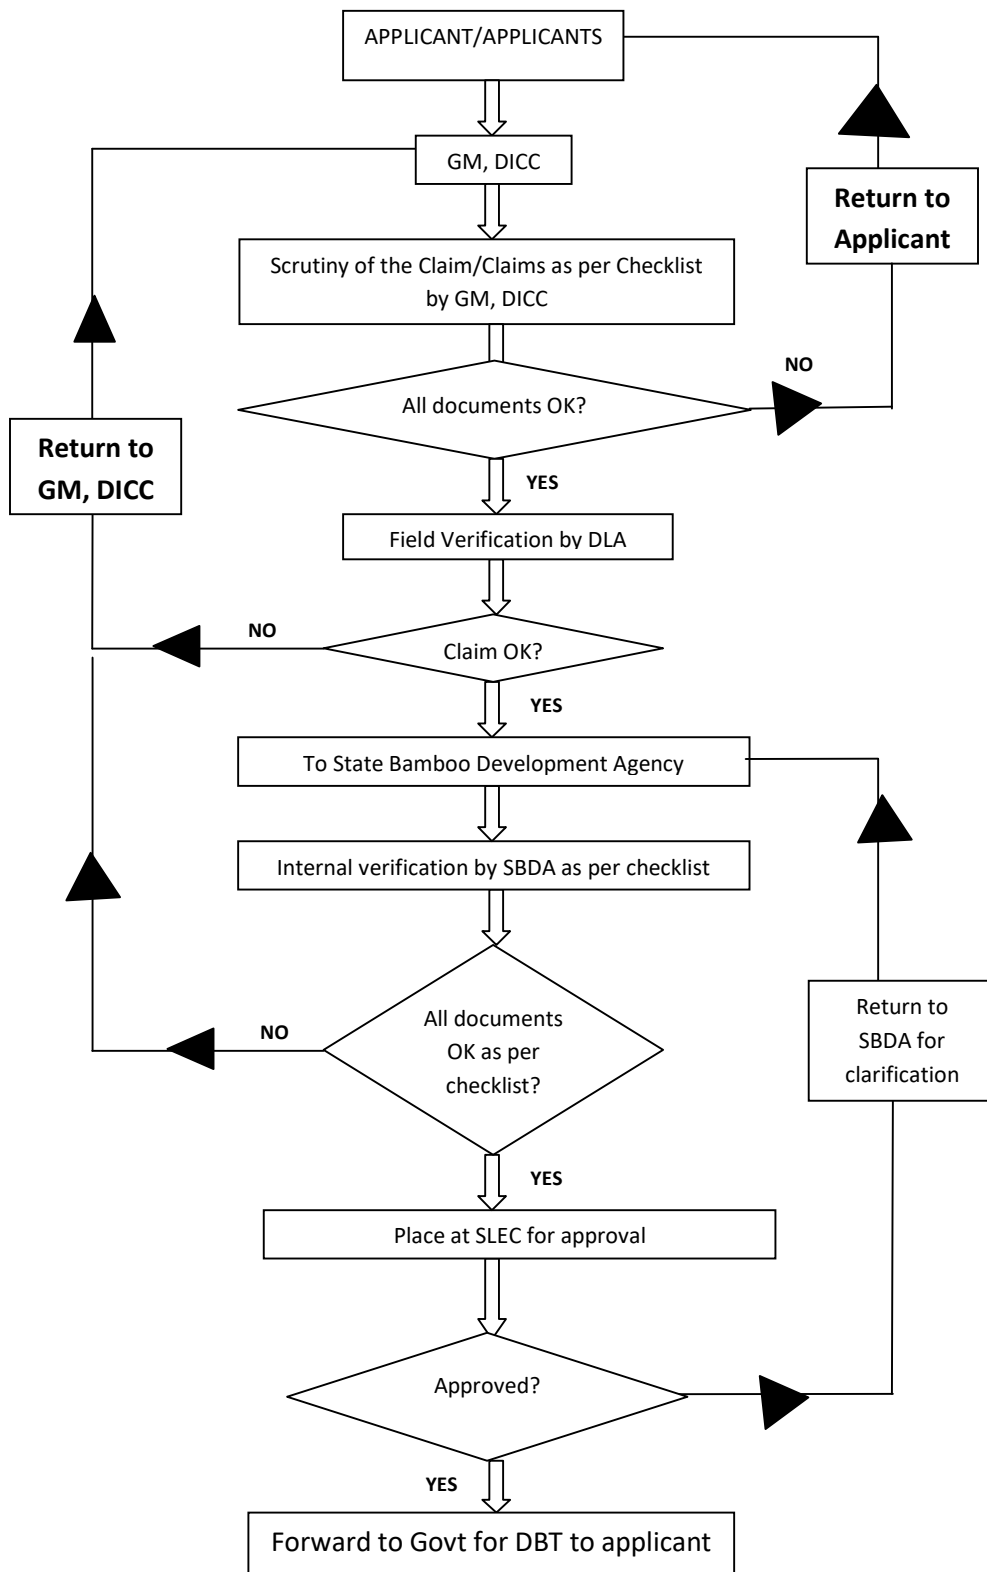 APPLICANT/APPLICANTS
GM, DICC
Return to
Applicant
Scrutiny of the Claim/Claims as per Checklist
by GM, DICC
NO
All documents OK?
Return to
GM, DICC
YES
Field Verification by DLA
NO
Claim OK?
YES
To State Bamboo Development Agency
Internal verification by SBDA as per checklist
All documents
OK as per
checklist?
NO
Return to
SBDA for
clarification
YES
Place at SLEC for approval
Approved?
YES
Forward to Govt for DBT to applicant